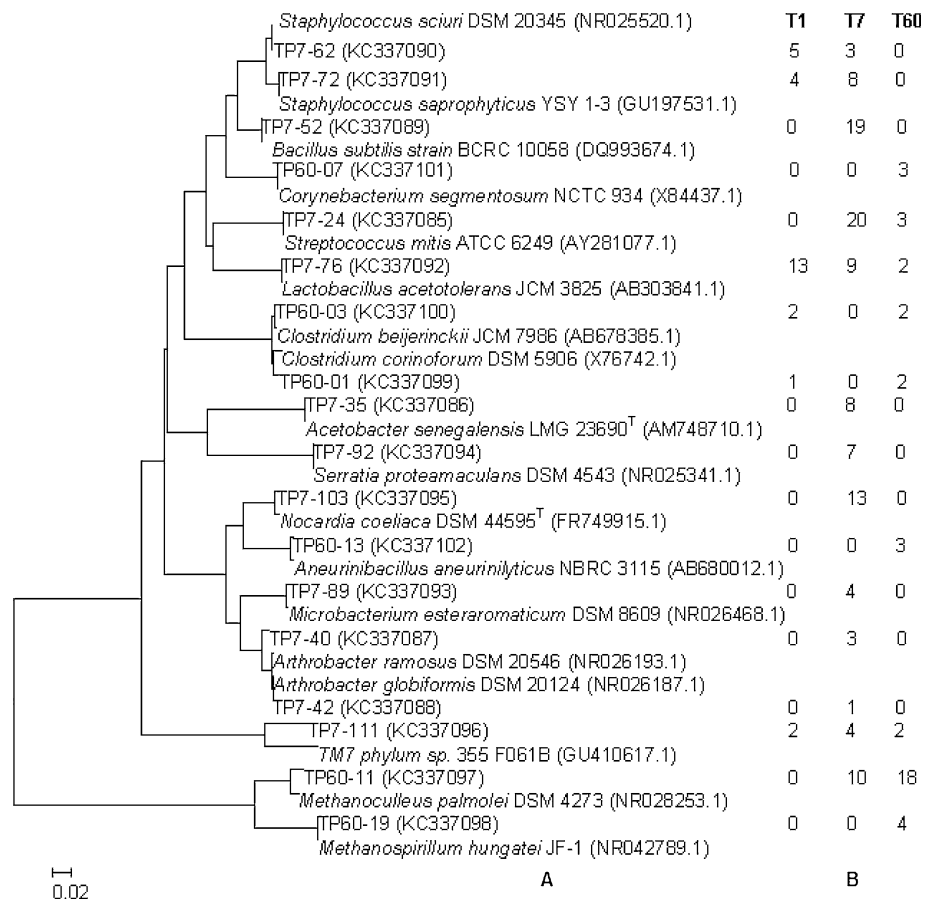 Staphylococcus sciuri DSM 20345 (NR025520.1) T1 T7 T60
TP7-62 (KC337090) 5 3 0
TP7-72 (KC337091) 4 8 0
Staphylococcus saprophyticus YSY 1-3 (GU197531.1)
TP7-52 (KC337089) 0 19 0
Bacillus subtilis strain BCRC 10058 (DQ993674.1)
TP60-07 (KC337101) 0 0 3
Corynebacterium segmentosum NCTC 934 (X84437.1)
TP7-24 (KC337085) 0 20 3
Streptococcus mitis ATCC 6249 (AY281077.1)
TP7-76 (KC337092) 13 9 2
Lactobacillus acetotolerans JCM 3825 (AB303841.1)
TP60-03 (KC337100) 2 0 2
Clostridium beijerinckii JCM 7986 (AB678385.1)
Clostridium corinoforum DSM 5906 (X76742.1)
TP60-01 (KC337099) 1 0 2
TP7-35 (KC337086) 0 8 0
Acetobacter senegalensis LMG 23690T (AM748710.1)
TP7-92 (KC337094) 0 7 0
Serratia proteamaculans DSM 4543 (NR025341.1)
TP7-103 (KC337095) 0 13 0
Nocardia coeliaca DSM 44595T (FR749915.1)
TP60-13 (KC337102) 0 0 3
Aneurinibacillus aneurinilyticus NBRC 3115 (AB680012.1)
TP7-89 (KC337093) 0 4 0
Microbacterium esteraromaticum DSM 8609 (NR026468.1)
TP7-40 (KC337087) 0 3 0
Arthrobacter ramosus DSM 20546 (NR026193.1)
Arthrobacter globiformis DSM 20124 (NR026187.1)
TP7-42 (KC337088) 0 1 0
TP7-111 (KC337096) 2 4 2
TM7 phylum sp. 355 F061B (GU410617.1)
TP60-11 (KC337097) 0 10 18
Methanoculleus palmolei DSM 4273 (NR028253.1)
TP60-19 (KC337098) 0 0 4
Methanospirillum hungatei JF-1 (NR042789.1)
0.02 A B